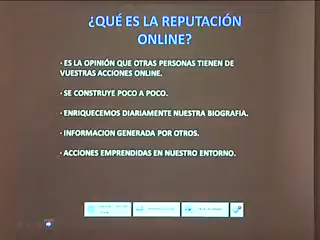 ¿QUÉ ES LA REPUTACIÓN
ONLINE?
· ES LA OPINIÓN QUE OTRAS PERSONAS TIENEN DE
VUESTRAS ACCIONES ONLINE.
· SE CONSTRUYE POCO A POCO.
· ENRIQUECEMOS DIARIAMENTE NUESTRA BIOGRAFIA.
· INFORMACION GENERADA POR OTROS.
· ACCIONES EMPRENDIDAS EN NUESTRO ENTORNO.